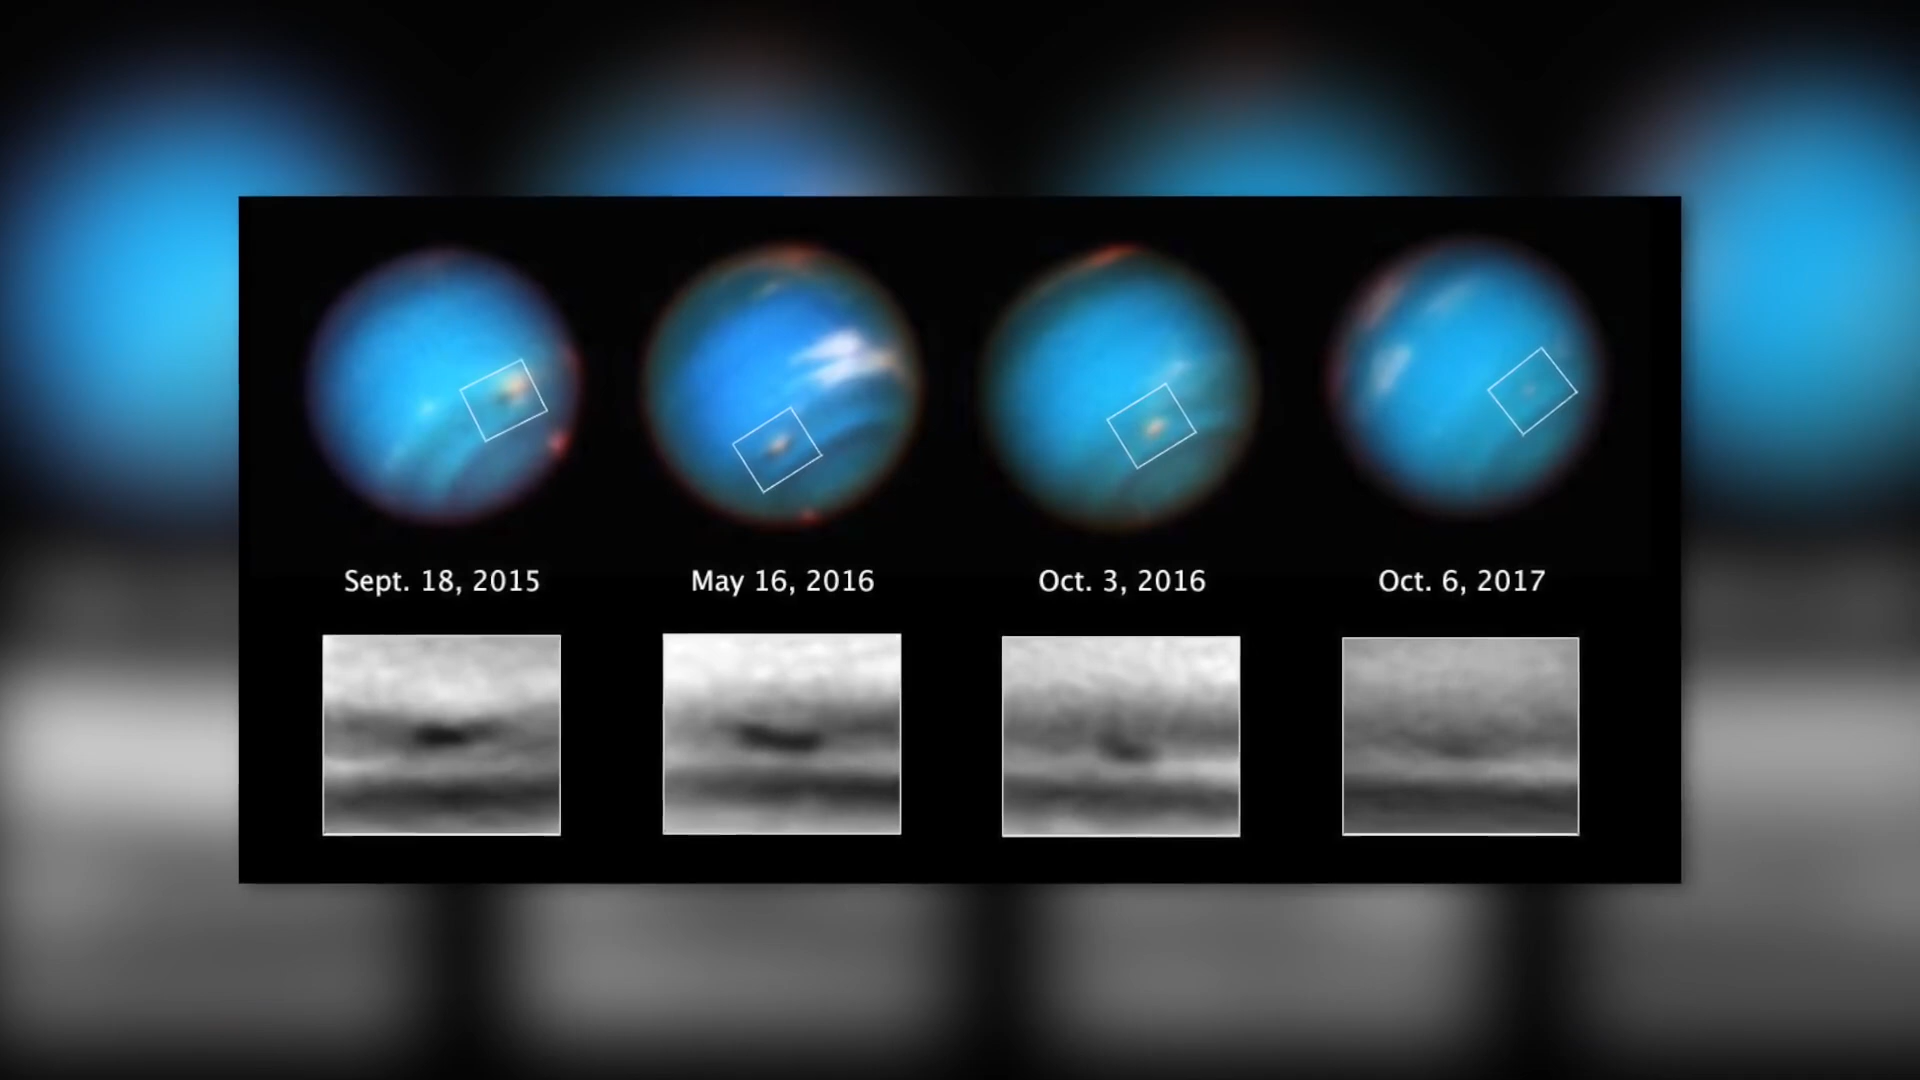 Sept. 18, 2015
May 16, 2016
Oct. 3, 2016
Oct. 6, 2017